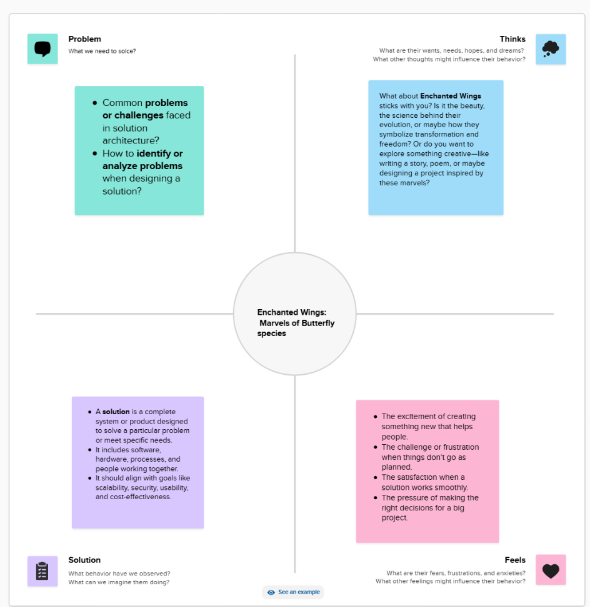 Problem
What we need to solce?
Thinks
What are their wants, needs, hopes, and dreams?
What other thoughts might influence their behavior?
• Common problems
or challenges faced
in solution
architecture?
• How to identify or
analyze problems
when designing a
solution?
What about Enchanted Wings
sticks with you? Is it the beauty,
the science behind their
evolution, or maybe how they
symbolize transformation and
freedom? Or do you want to
explore something creative—like
writing a story, poem, or maybe
designing a project inspired by
these marvels?
Enchanted Wings:
Marvels of Butterfly
species
• A solution is a complete
system or product designed
to solve a particular problem
or meet specific needs.
• It includes software,
hardware, processes, and
people working together.
• It should align with goals like
scalability, security, usability,
and cost-effectiveness.
• The excitement of creating
something new that helps
people.
• The challenge or frustration
when things don't go as
planned.
• The satisfaction when a
solution works smoothly.
• The pressure of making the
right decisions for a big
project.
Solution
What behavior have we observed?
What can we imagine them doing?
Feels
What are their fears, frustrations, and anxieties?
What other feelings might influence their behavior?
See an example